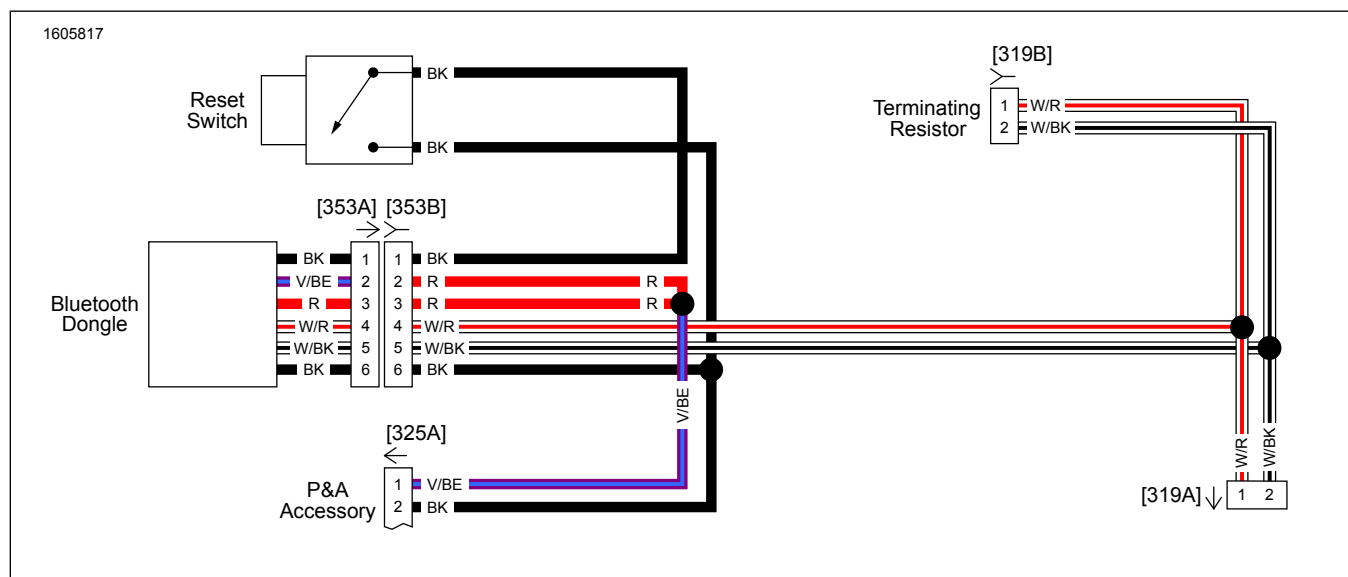 1605817
Reset
Switch
BK
BK
[319B]
Terminating
Resistor
1 W/R
2 W/BK
[353A] [353B]
Bluetooth
Dongle
BK 1 1 BK
V/BE 2 2 R R
R 3 3 R R
W/R 4 4 W/R
W/BK 5 5 W/BK
BK 6 6 BK
V/BE
[325A]
P&A
Accessory
1 V/BE
2 BK
W/R
W/BK
[319A] 1 2